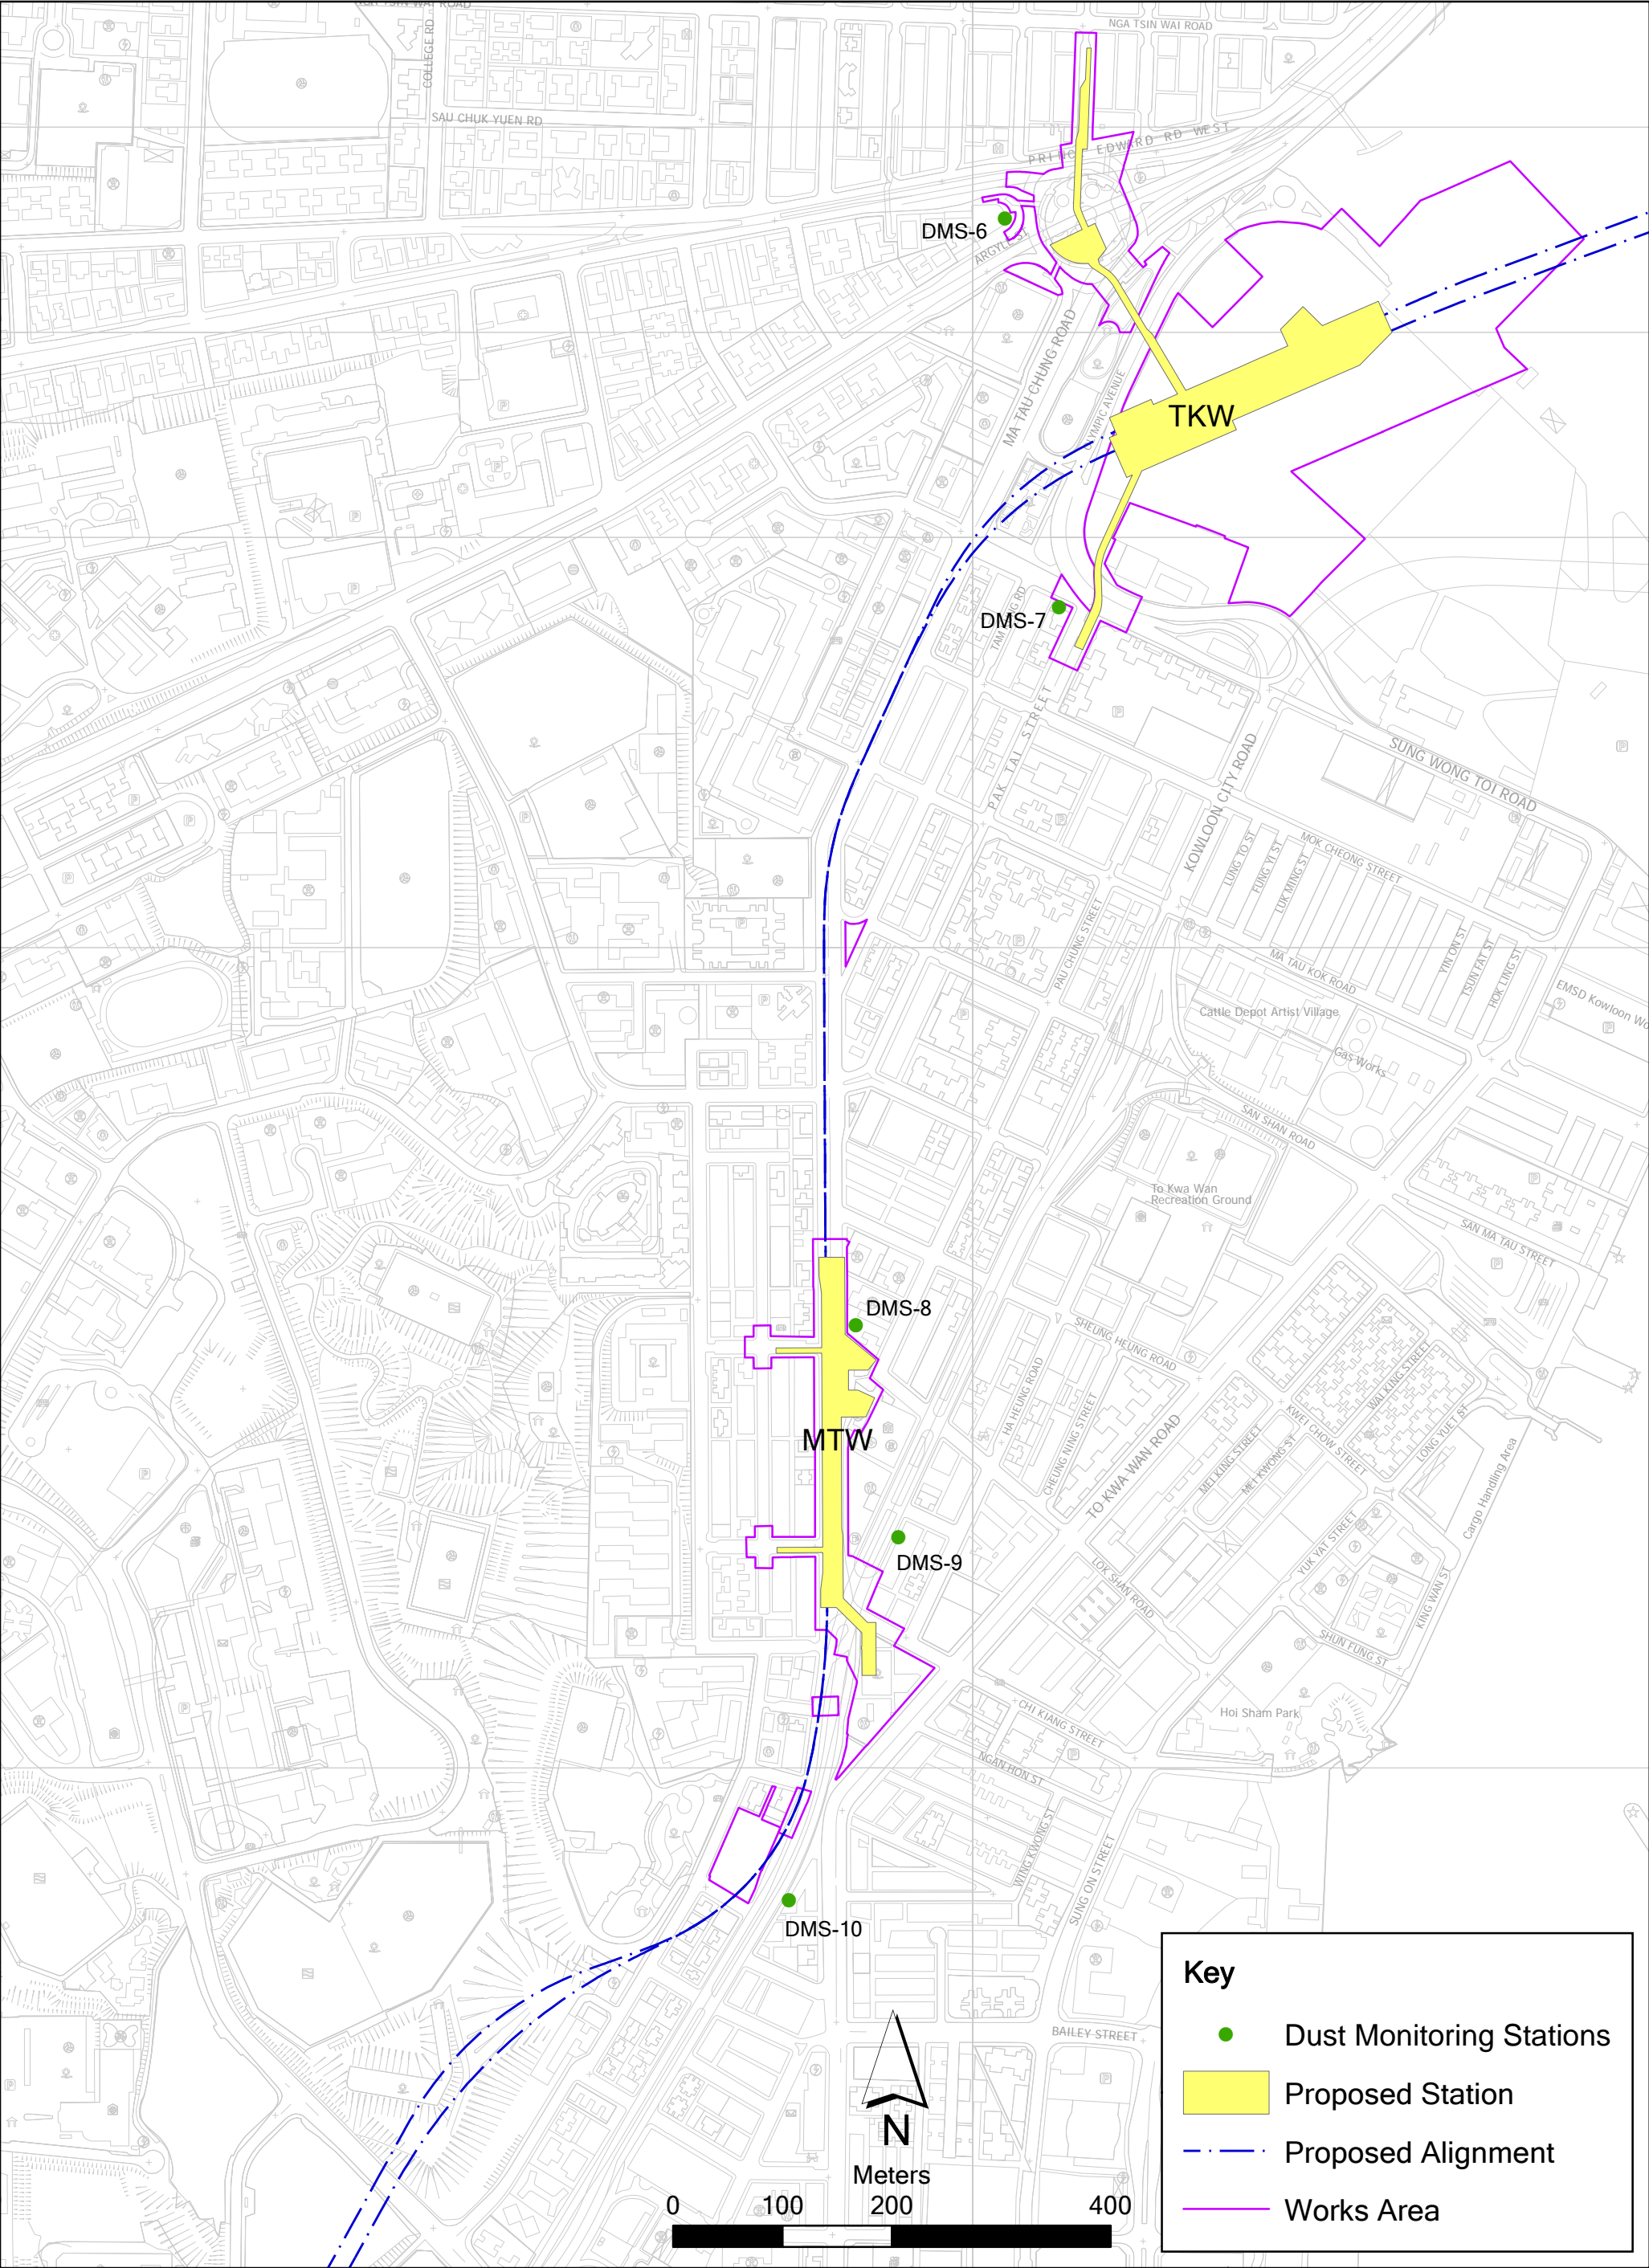 NGA TSIN WAI ROAD
COLLEGE RD
SAU CHUK YUEN RD
PRINCE EDWARD RD WEST
DMS-6
MA TAU CHUNG ROAD
OLYMPIC AVENUE
TKW
DMS-7
PAK TAI STREET
SUNG WONG TOI ROAD
KOWLOON CITY ROAD
MOK CHEONG STREET
LUNG TO ST
FUNG YI ST
LUK MING ST
PAU CHUNG STREET
MA TAU KOK ROAD
YIN ON ST
TSUN FAT ST
HOK LING ST
EMSD Kowloon Wo
Cattle Depot Artist Village
Gas Works
SAN SHAN ROAD
To Kwa Wan
Recreation Ground
SAN MA TAU STREET
DMS-8
SHEUNG HEUNG ROAD
HA HEUNG ROAD
CHEUNG NING STREET
WALKING STREET
KWEI CHOW STREET
LONG YUET ST
MTW
TO KWA WAN ROAD
MEI KING STREET
MEI KWONG ST
Cargo Handling Area
DMS-9
LOK SHAN ROAD
YUK YAT STREET
KING WAN ST
SHUN FUNG ST
CHI KIANG STREET
Hoi Sham Park
NGAN HON ST
WING KWONG ST
SUNG ON STREET
DMS-10
BAILEY STREET
N
Meters
0 100 200 400
Key
Dust Monitoring Stations
Proposed Station
Proposed Alignment
Works Area